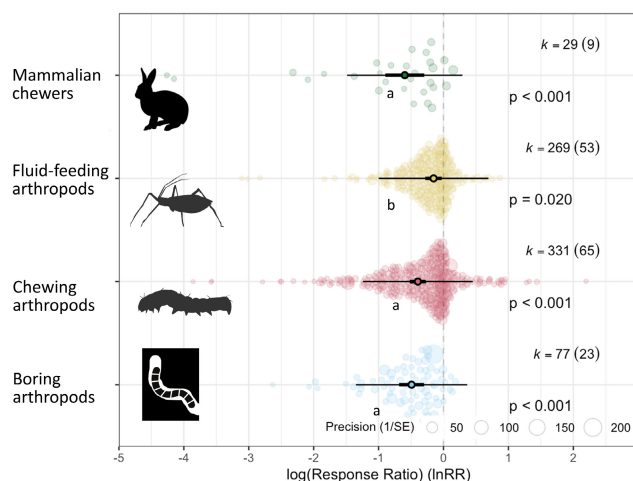 Mammalian
chewers
k = 29 (9)
a
p < 0.001
Fluid-feeding
arthropods
k = 269 (53)
b
p = 0.020
Chewing
arthropods
k = 331 (65)
a
p < 0.001
Boring
arthropods
k = 77 (23)
a
p < 0.001
Precision (1/SE) 50 100 150 200
-5 -4 -3 -2 -1 0 1 2
log(Response Ratio) (lnRR)